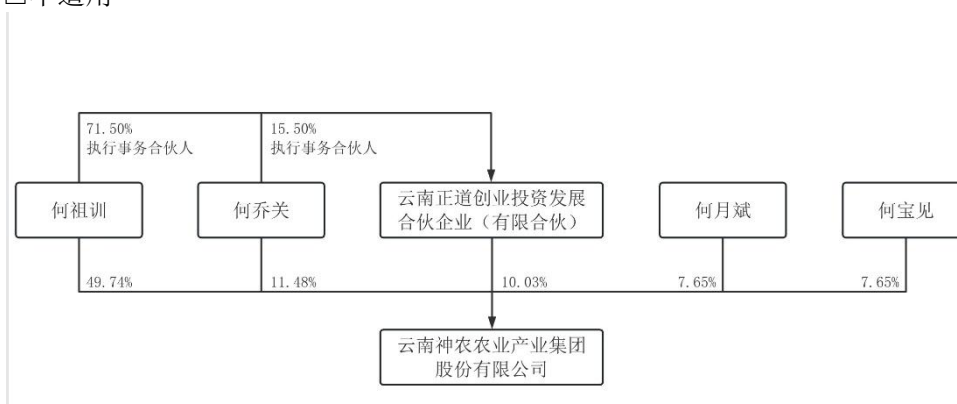 71.50%
执行事务合伙人
15.50%
执行事务合伙人
何祖训
何乔关
云南正道创业投资发展
合伙企业（有限合伙）
何月斌
何宝见
49.74%
11.48%
10.03%
7.65%
7.65%
云南神农农业产业集团
股份有限公司